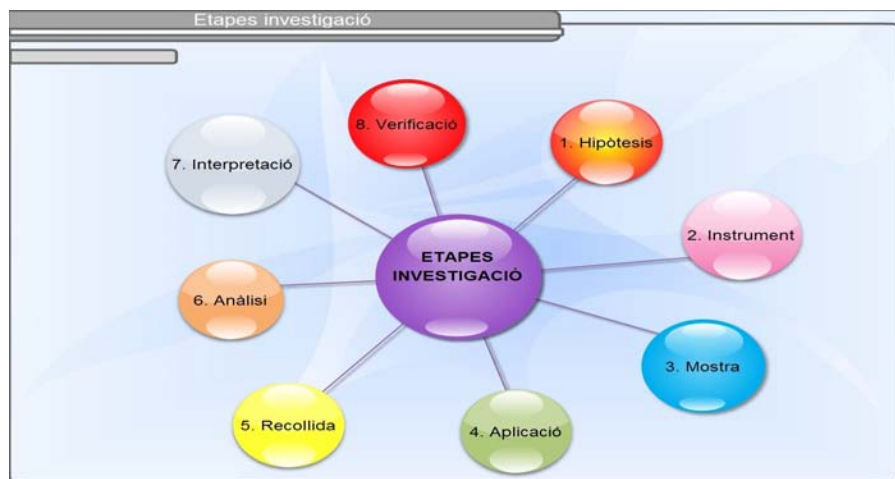 Etapes investigació
8. Verificació
1. Hipòtesis
7. Interpretació
2. Instrument
ETAPES
INVESTIGACIÓ
6. Anàlisi
3. Mostra
5. Recollida
4. Aplicació